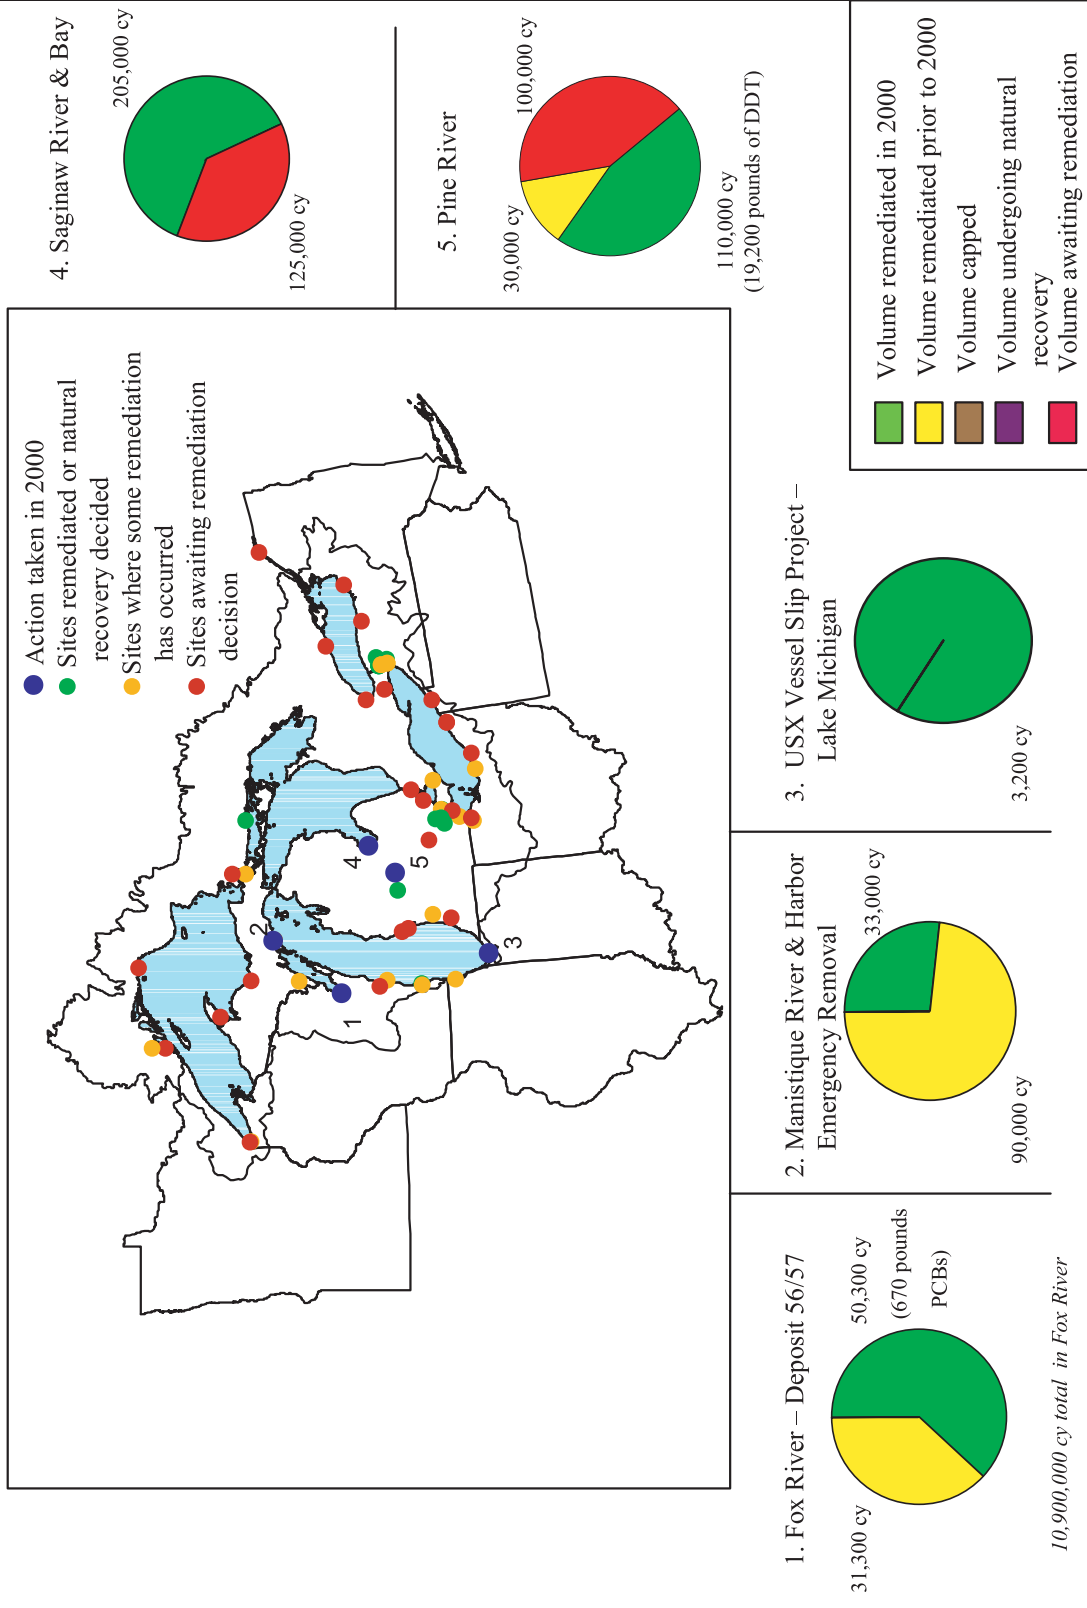 Action taken in 2000
Sites remediated or natural
recovery decided
Sites where some remediation
has occurred
Sites awaiting remediation
decision
1
2
3
4
5
4. Saginaw River & Bay
205,000 cy
125,000 cy
5. Pine River
100,000 cy
30,000 cy
110,000 cy
(19,200 pounds of DDT)
1. Fox River – Deposit 56/57
50,300 cy
(670 pounds
PCBs)
31,300 cy
10,900,000 cy total in Fox River
2. Manistique River & Harbor
Emergency Removal
33,000 cy
90,000 cy
3. USX Vessel Slip Project –
Lake Michigan
3,200 cy
Volume remediated in 2000
Volume remediated prior to 2000
Volume capped
Volume undergoing natural
recovery
Volume awaiting remediation